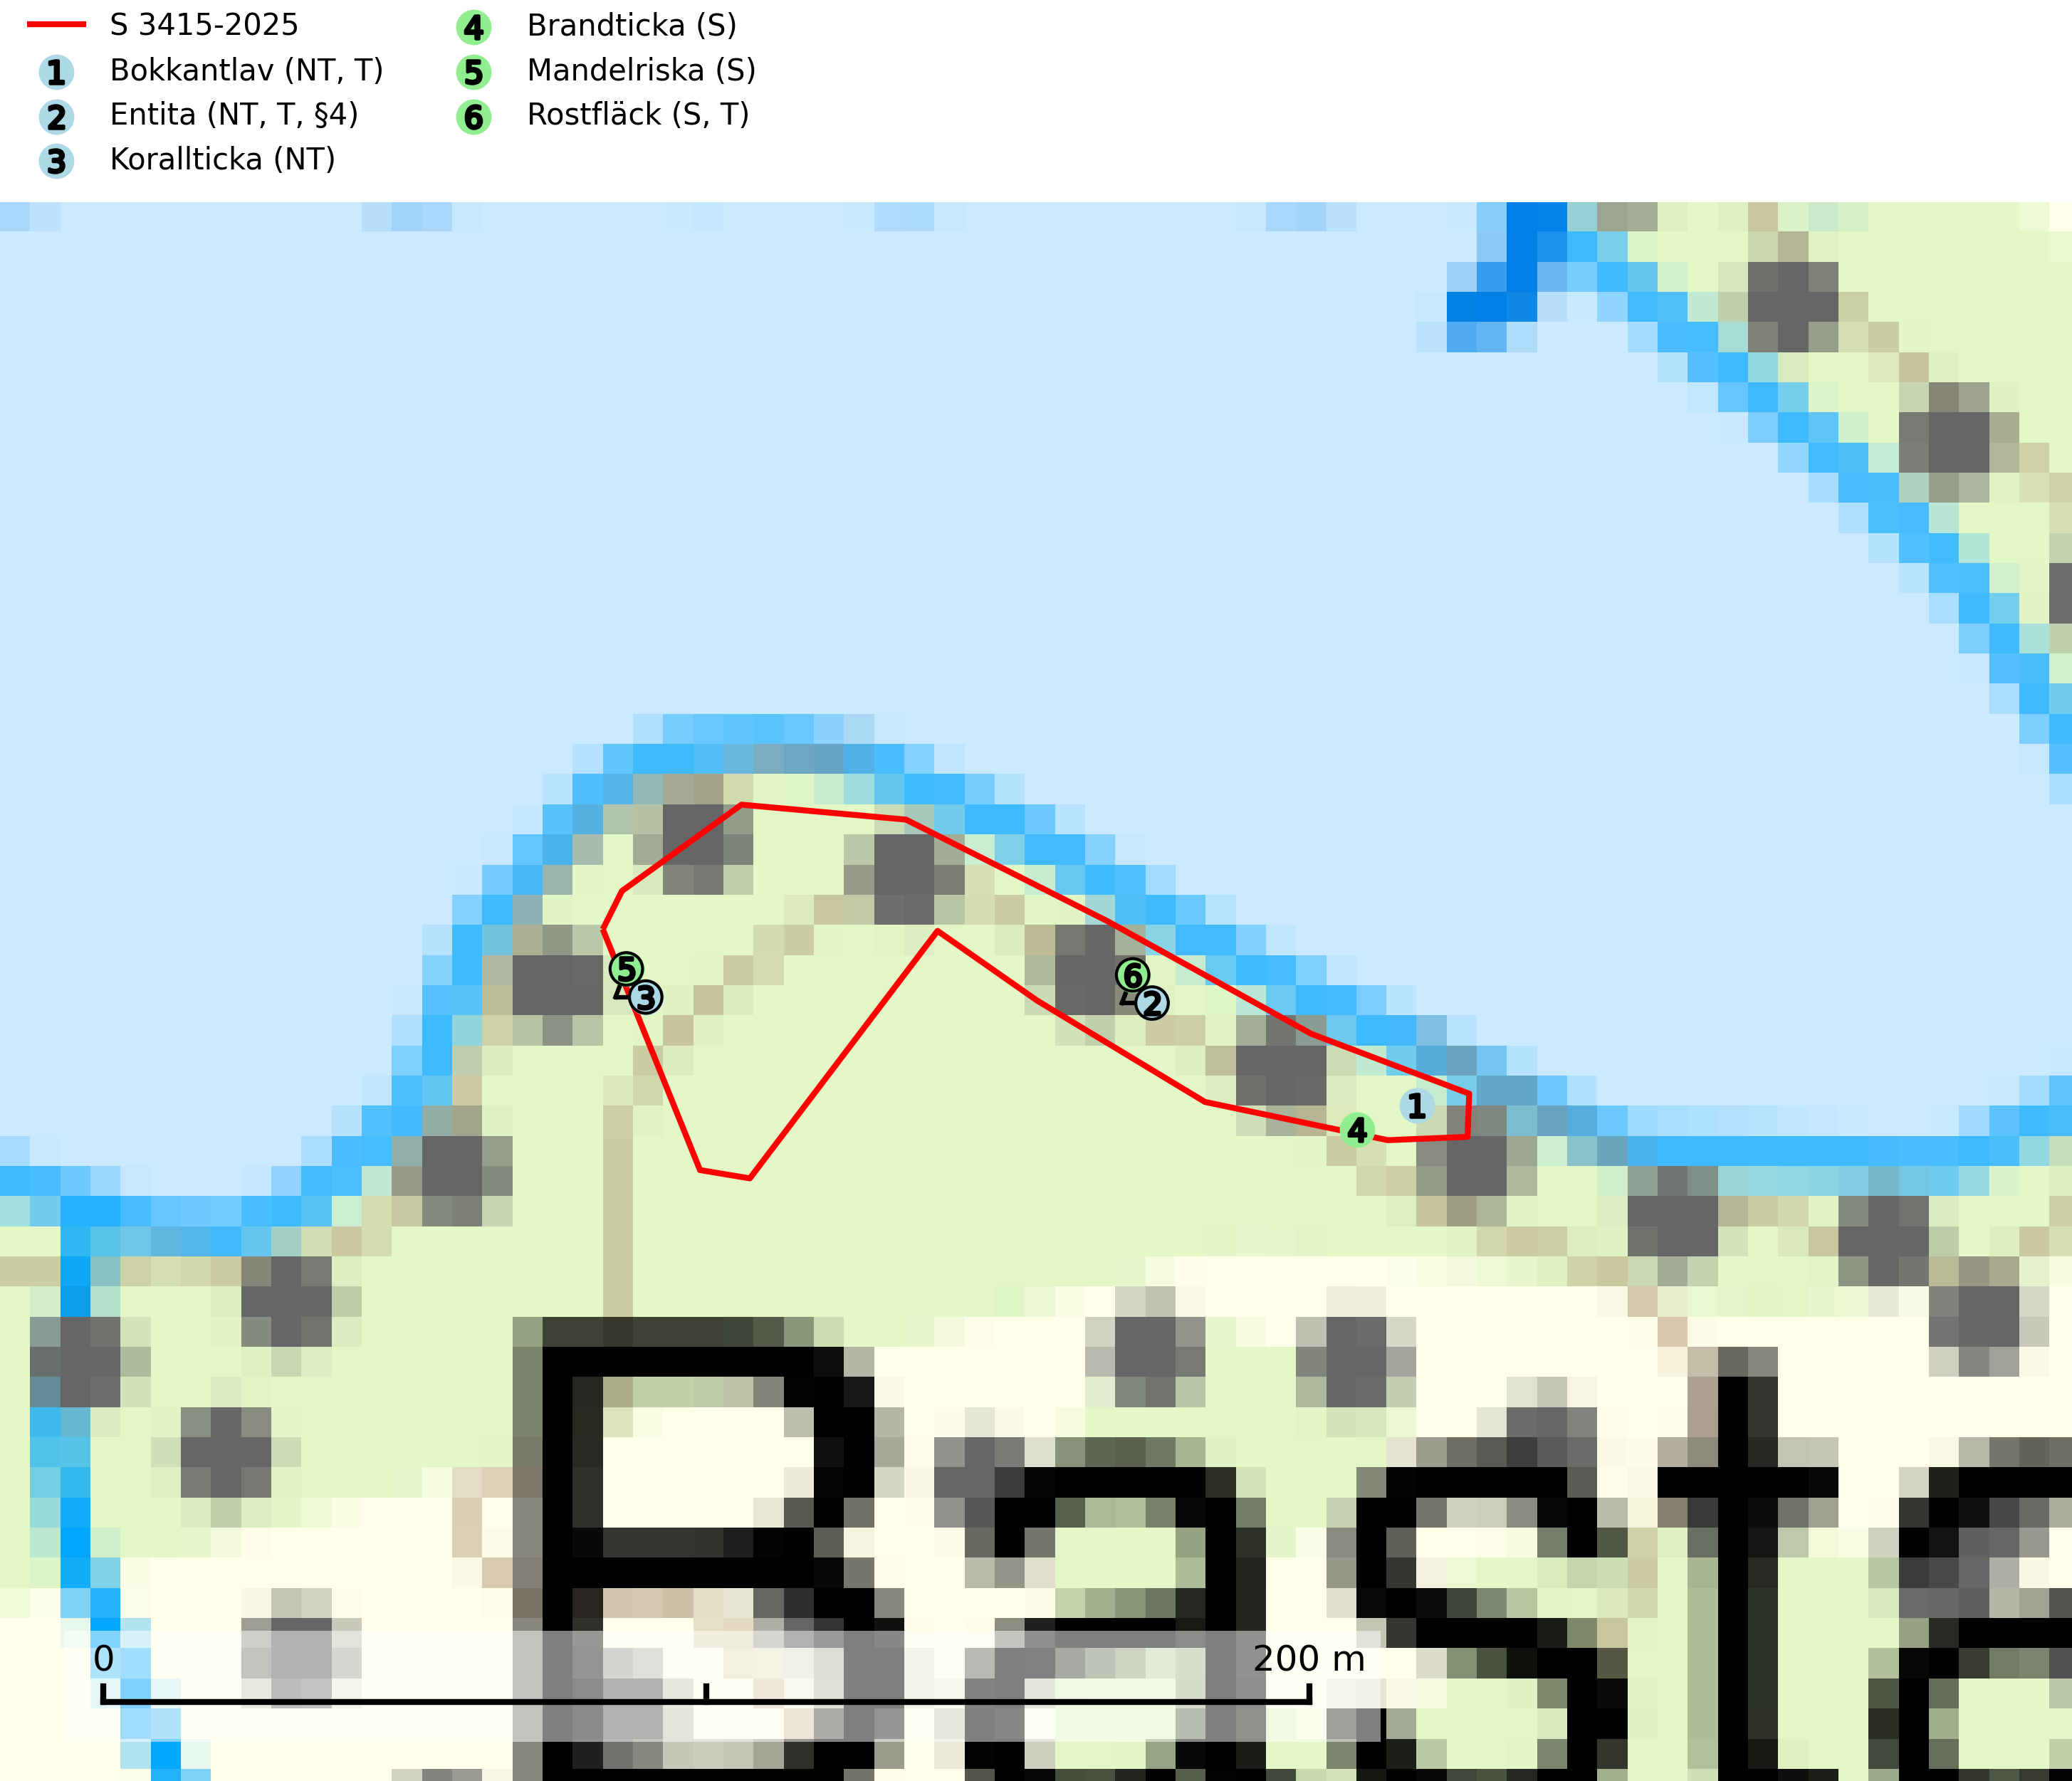 S 3415-2025
1 Bokkantlav (NT, T)
2 Entita (NT, T, §4)
3 Korallticka (NT)
4 Brandticka (S)
5 Mandelriska (S)
6 Rostfläck (S, T)
5
3
6
2
1
4
Basta
0 200 m